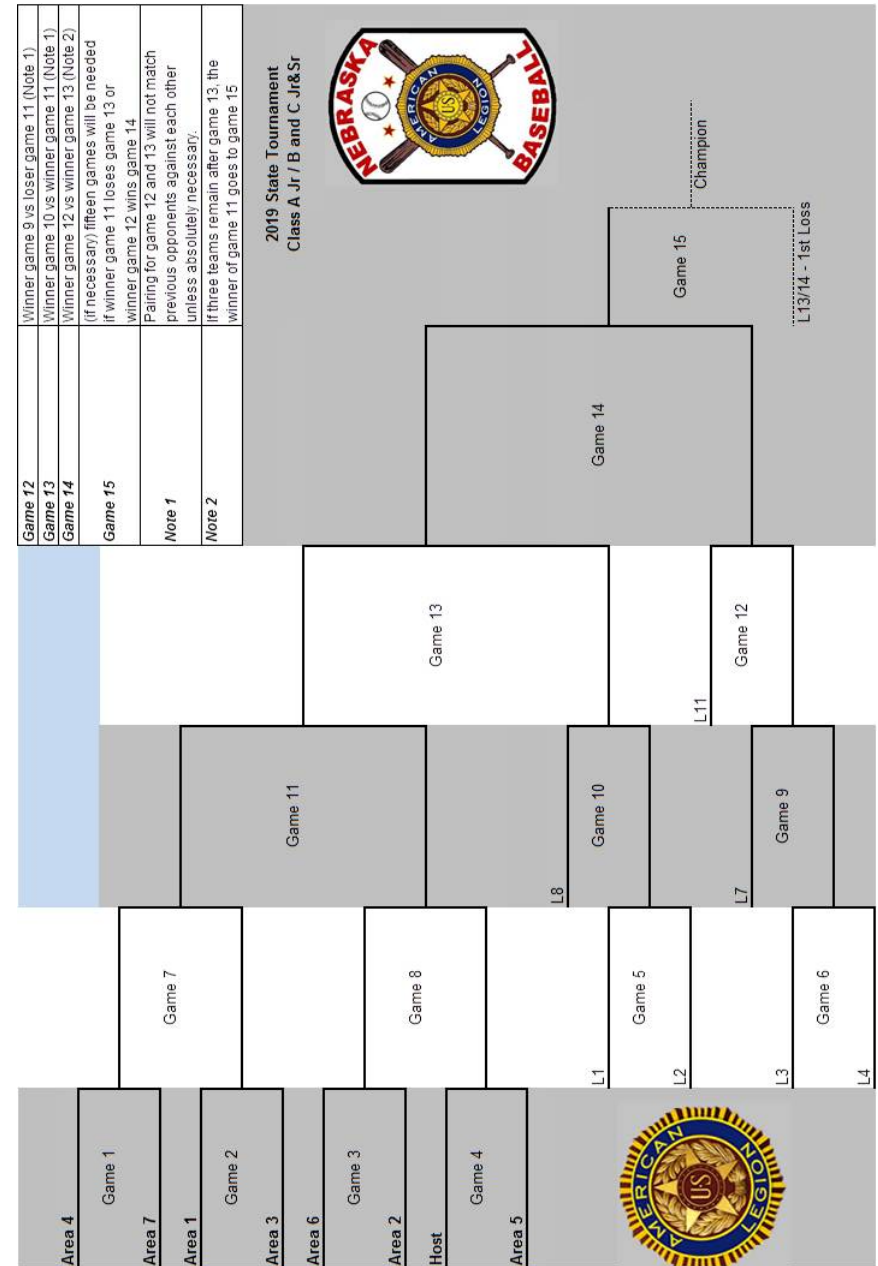 Game 12 Winner game 9 vs loser game 11 (Note 1)
Game 13 Winner game 10 vs winner game 11 (Note 1)
Game 14 Winner game 12 vs winner game 13 (Note 2)
Game 15 (if necessary) fifteen games will be needed
if winner game 11 loses game 13 or
winner game 12 wins game 14
Note 1 Pairing for game 12 and 13 will not match
previous opponents against each other
unless absolutely necessary.
Note 2 If three teams remain after game 13, the
winner of game 11 goes to game 15
2019 State Tournament
Class A Jr / B and C Jr&Sr
NEBRASKA
AMERICAN
US
LEGION
BASEBALL
Area 4
Game 1
Area 7
Area 1
Game 2
Area 3
Area 6
Game 3
Area 2
Host
Game 4
Area 5
Game 7
Game 8
L1
Game 5
L2
L3
Game 6
L4
Game 11
L8
Game 10
L7
Game 9
Game 13
L11
Game 12
Game 14
Game 15
L13/14 - 1st Loss
Champion
AMERICAN
US
LEGION